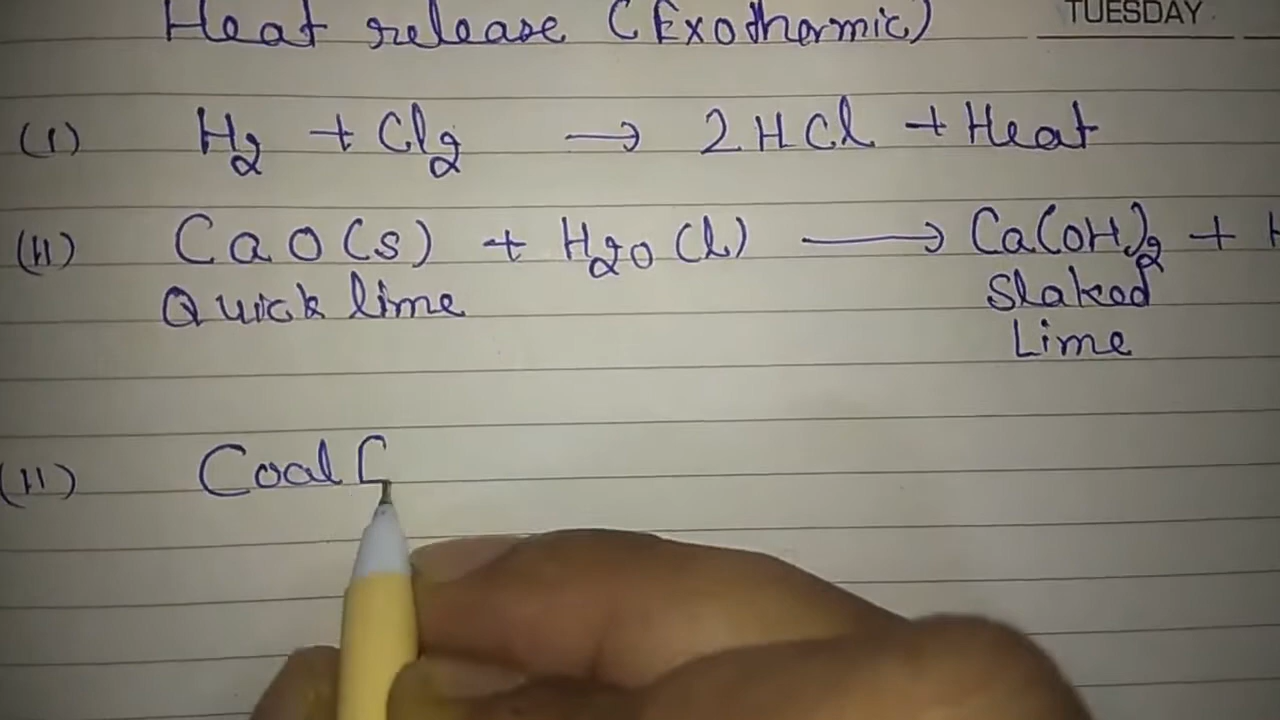 Heat release (Exothermic)
TUESDAY
(I) H2 + Cl2 → 2HCl + Heat
(II) CaO(s) + H2O(l) → Ca(OH)2 +
Quick lime Slaked
Lime
(II) Coal [